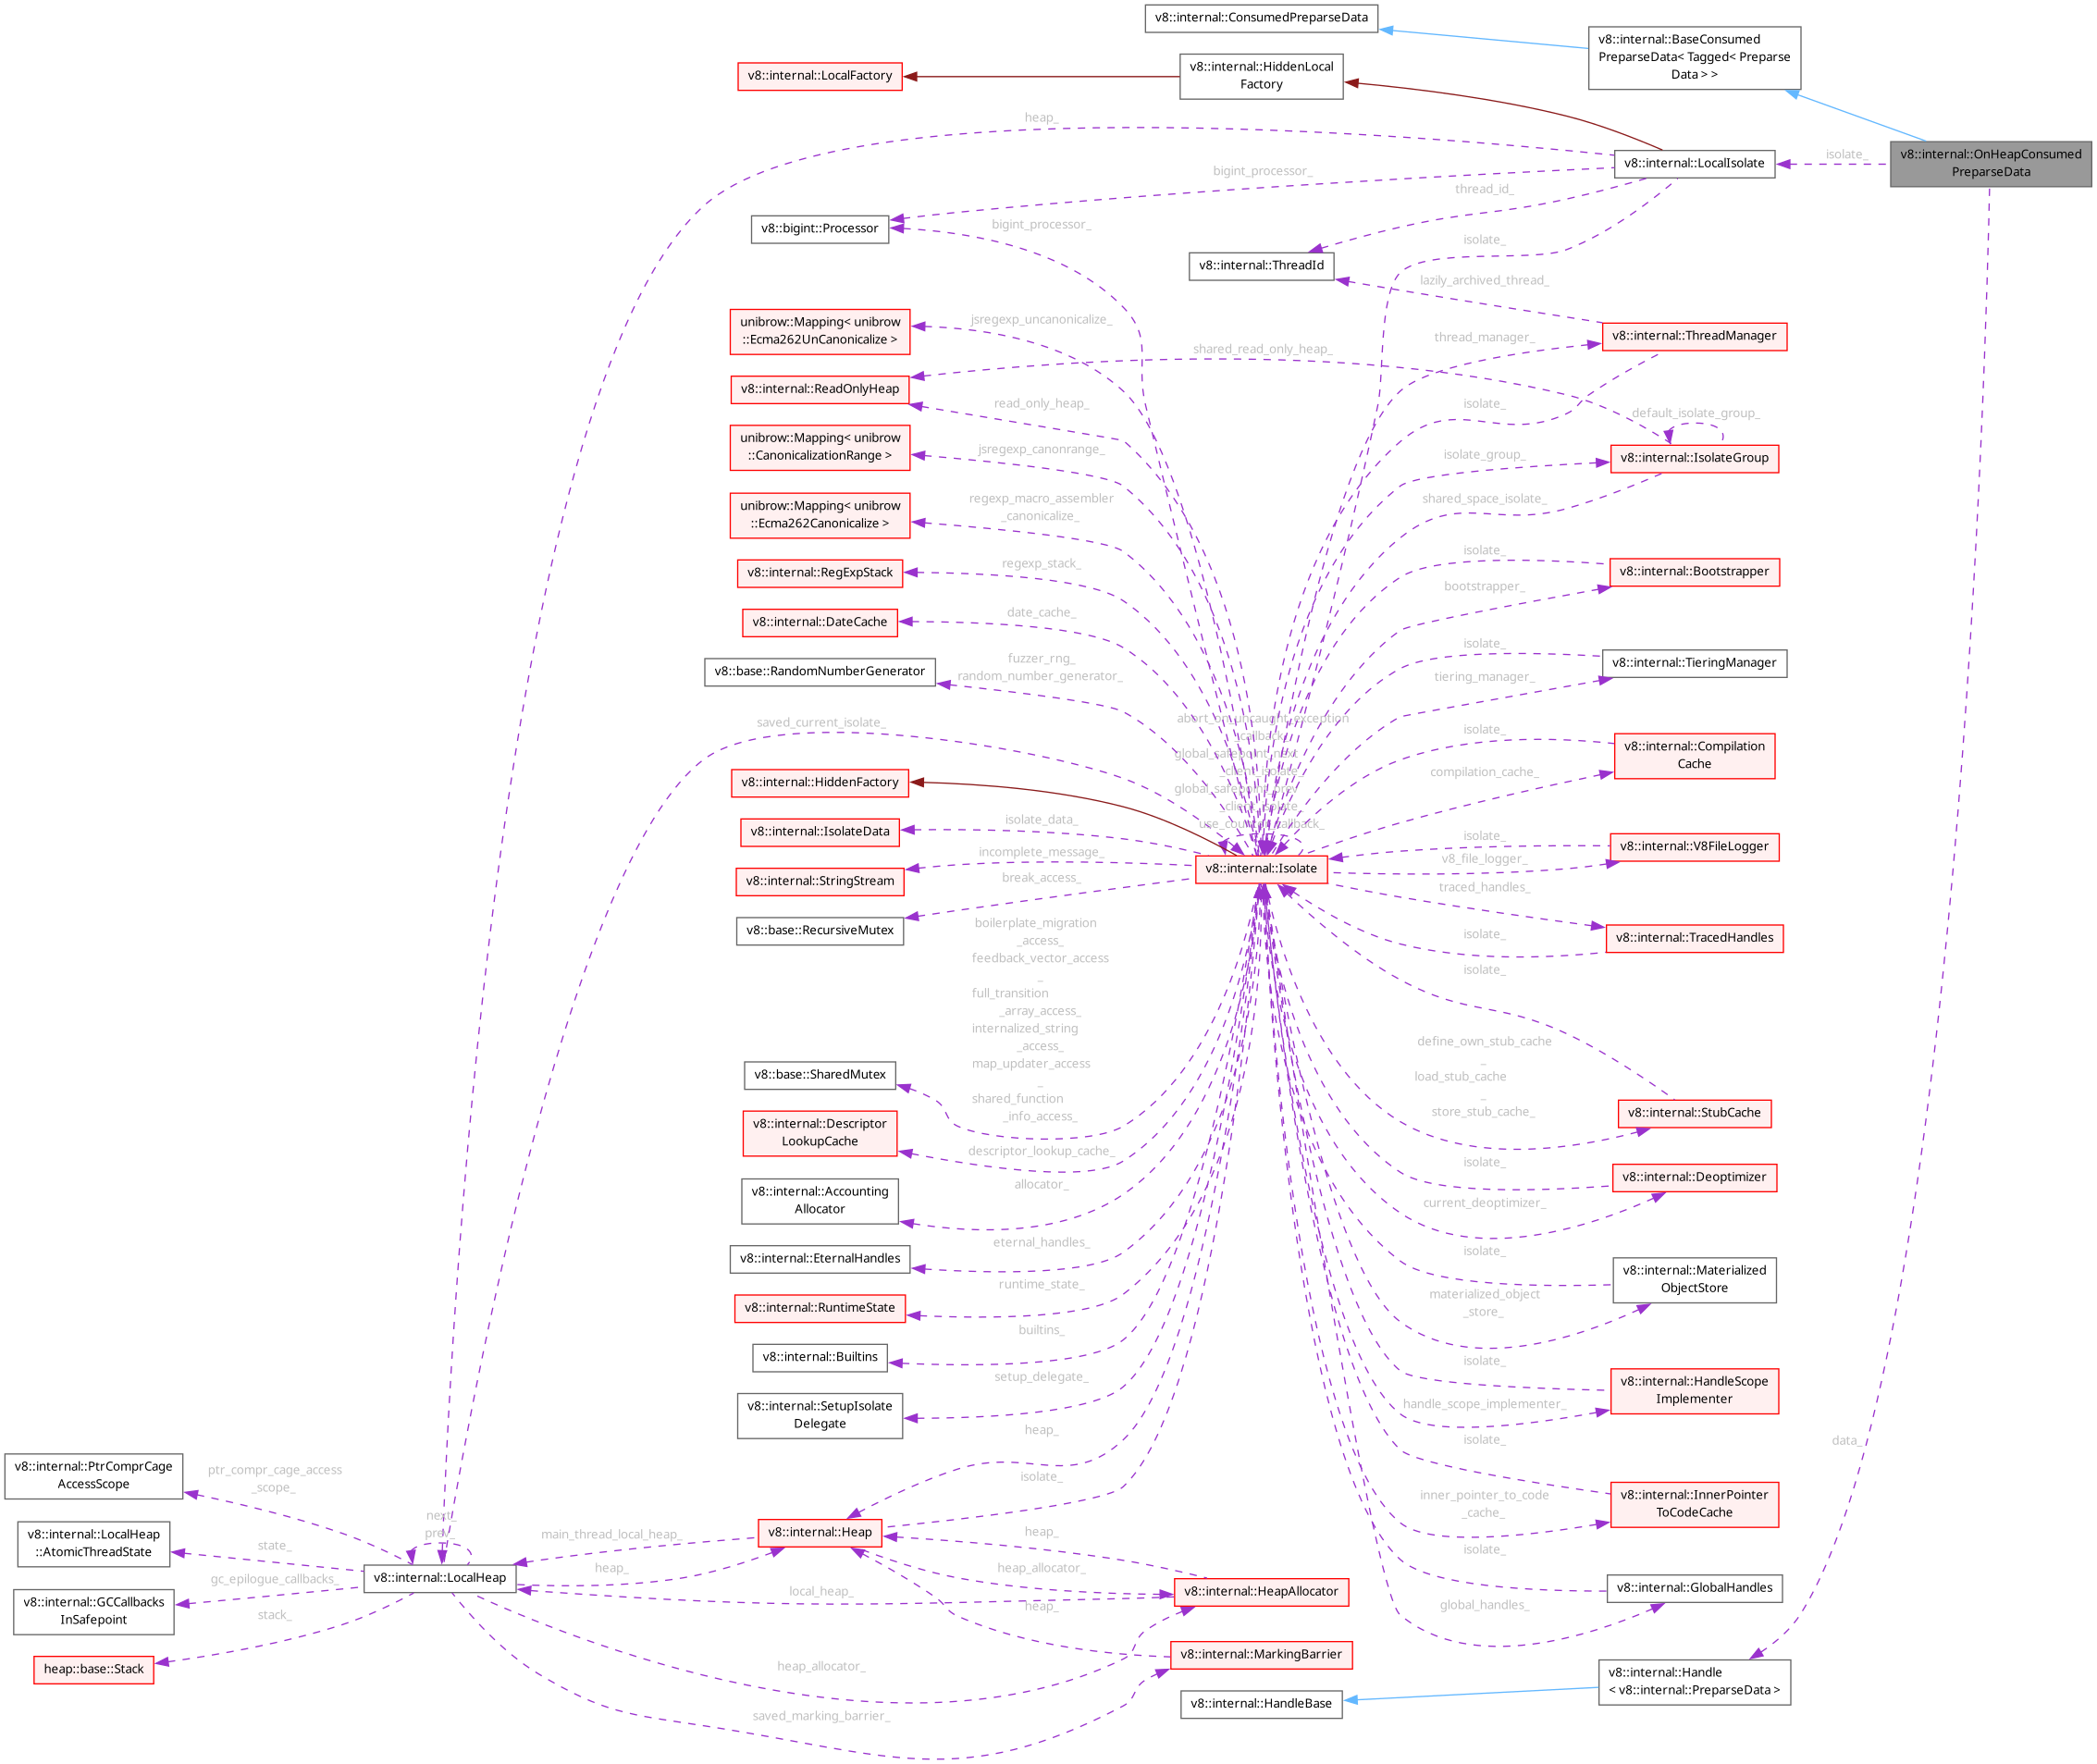 v8::internal::ConsumedPreparseData
v8::internal::BaseConsumed
PreparseData< Tagged< Preparse
Data > >
v8::internal::LocalFactory
v8::internal::HiddenLocal
Factory
heap_
v8::internal::LocalIsolate
isolate_
v8::internal::OnHeapConsumed
PreparseData
bigint_processor_
thread_id_
v8::bigint::Processor
bigint_processor_
isolate_
v8::internal::ThreadId
lazily_archived_thread_
unibrow::Mapping< unibrow
::Ecma262UnCanonicalize >
jsregexp_uncanonicalize_
thread_manager_
v8::internal::ThreadManager
shared_read_only_heap_
v8::internal::ReadOnlyHeap
read_only_heap_
isolate_
default_isolate_group_
unibrow::Mapping< unibrow
::CanonicalizationRange >
jsregexp_canonrange_
isolate_group_
v8::internal::IsolateGroup
unibrow::Mapping< unibrow
::Ecma262Canonicalize >
regexp_macro_assembler
_canonicalize_
shared_space_isolate_
v8::internal::RegExpStack
regexp_stack_
isolate_
v8::internal::Bootstrapper
bootstrapper_
v8::internal::DateCache
date_cache_
v8::base::RandomNumberGenerator
fuzzer_rng_
random_number_generator_
isolate_
v8::internal::TieringManager
tiering_manager_
saved_current_isolate_
abort_on_uncaught_exception
_callback_
global_safepoint_next
_client_isolate_
global_safepoint_prev
_client_isolate_
use_counter_callback_
isolate_
v8::internal::Compilation
Cache
compilation_cache_
v8::internal::HiddenFactory
v8::internal::IsolateData
isolate_data_
isolate_
v8::internal::V8FileLogger
v8_file_logger_
v8::internal::StringStream
incomplete_message_
v8::internal::Isolate
break_access_
traced_handles_
v8::base::RecursiveMutex
isolate_
v8::internal::TracedHandles
boilerplate_migration
_access_
feedback_vector_access
_
full_transition
_array_access_
internalized_string
_access_
map_updater_access
_
shared_function
_info_access_
isolate_
v8::base::SharedMutex
define_own_stub_cache
_
load_stub_cache
_
store_stub_cache_
v8::internal::StubCache
v8::internal::Descriptor
LookupCache
descriptor_lookup_cache_
isolate_
v8::internal::Deoptimizer
v8::internal::Accounting
Allocator
allocator_
current_deoptimizer_
v8::internal::EternalHandles
eternal_handles_
isolate_
v8::internal::Materialized
ObjectStore
v8::internal::RuntimeState
runtime_state_
materialized_object
_store_
v8::internal::Builtins
builtins_
isolate_
v8::internal::HandleScope
Implementer
v8::internal::SetupIsolate
Delegate
setup_delegate_
handle_scope_implementer_
heap_
isolate_
data_
isolate_
v8::internal::PtrComprCage
AccessScope
ptr_compr_cage_access
_scope_
inner_pointer_to_code
_cache_
v8::internal::InnerPointer
ToCodeCache
v8::internal::LocalHeap
::AtomicThreadState
state_
next_
prev_
main_thread_local_heap_
v8::internal::Heap
heap_
isolate_
v8::internal::LocalHeap
heap_
heap_allocator_
v8::internal::GCCallbacks
InSafepoint
gc_epilogue_callbacks_
local_heap_
v8::internal::HeapAllocator
heap_
global_handles_
v8::internal::GlobalHandles
stack_
heap::base::Stack
heap_allocator_
v8::internal::MarkingBarrier
saved_marking_barrier_
v8::internal::HandleBase
v8::internal::Handle
< v8::internal::PreparseData >